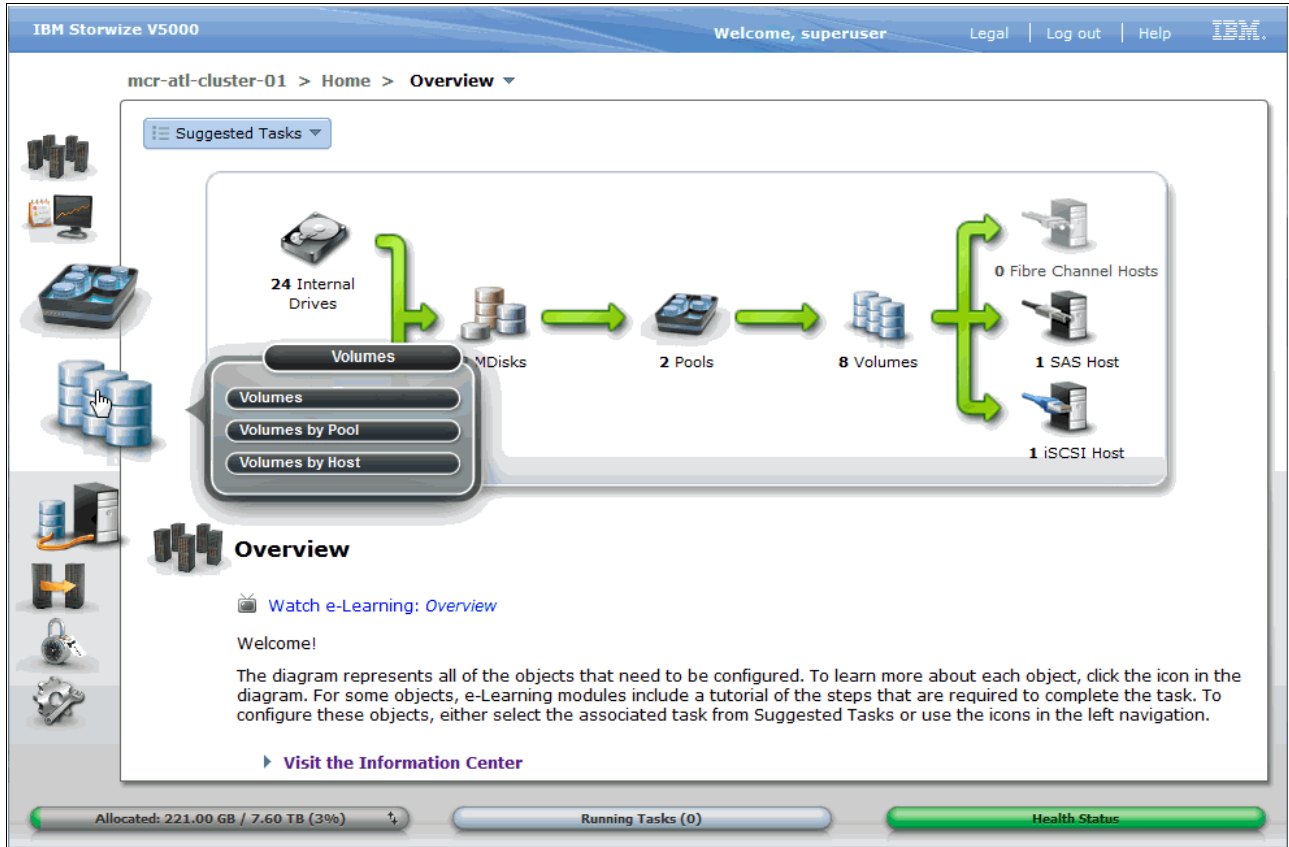 IBM Storwize V5000
Welcome, superuser
Legal | Log out | Help
IBM.
mcr-atl-cluster-01 > Home > Overview
Suggested Tasks
24 Internal
Drives
MDisks
2 Pools
8 Volumes
0 Fibre Channel Hosts
1 SAS Host
1 iSCSI Host
Volumes
Volumes
Volumes by Pool
Volumes by Host
Overview
Watch e-Learning: Overview
Welcome!
The diagram represents all of the objects that need to be configured. To learn more about each object, click the icon in the
diagram. For some objects, e-Learning modules include a tutorial of the steps that are required to complete the task. To
configure these objects, either select the associated task from Suggested Tasks or use the icons in the left navigation.
Visit the Information Center
Allocated: 221.00 GB / 7.60 TB (3%)
Running Tasks (0)
Health Status